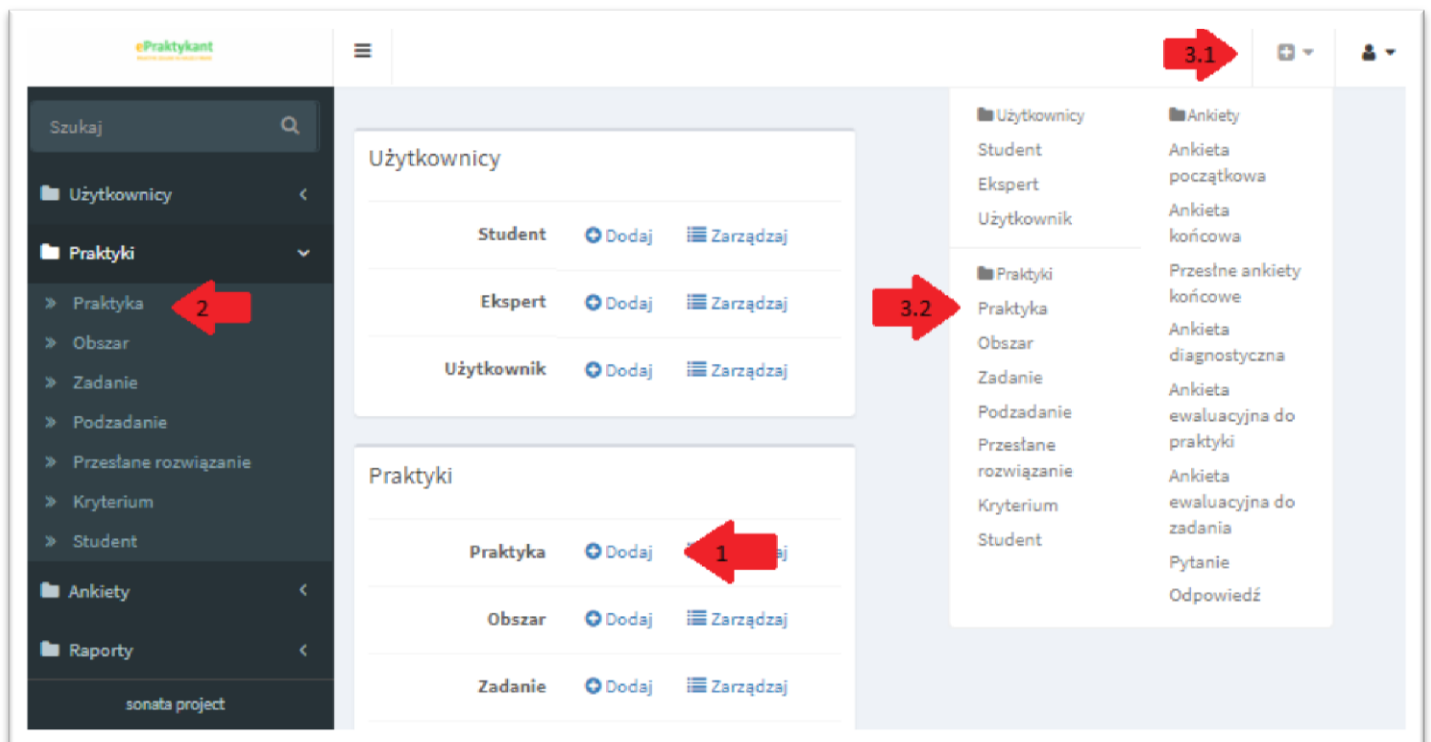 ePraktykant
3.1
Szukaj
Użytkownicy
Praktyki
Praktyka
2
Obszar
Zadanie
Podzadanie
Przesłane rozwiązanie
Kryterium
Student
Ankiety
Raporty
sonata project
Użytkownicy
Student Dodaj Zarządzaj
Ekspert Dodaj Zarządzaj
Użytkownik Dodaj Zarządzaj
Praktyki
Praktyka Dodaj 1 aj
Obszar Dodaj Zarządzaj
Zadanie Dodaj Zarządzaj
Użytkownicy
Student
Ekspert
Użytkownik
Praktyki
3.2
Praktyka
Obszar
Zadanie
Podzadanie
Przesłane
rozwiązanie
Kryterium
Student
Ankiety
Ankieta
początkowa
Ankieta
końcowa
Przesłne ankiety
końcowe
Ankieta
diagnostyczna
Ankieta
ewaluacyjna do
praktyki
Ankieta
ewaluacyjna do
zadania
Pytanie
Odpowiedź